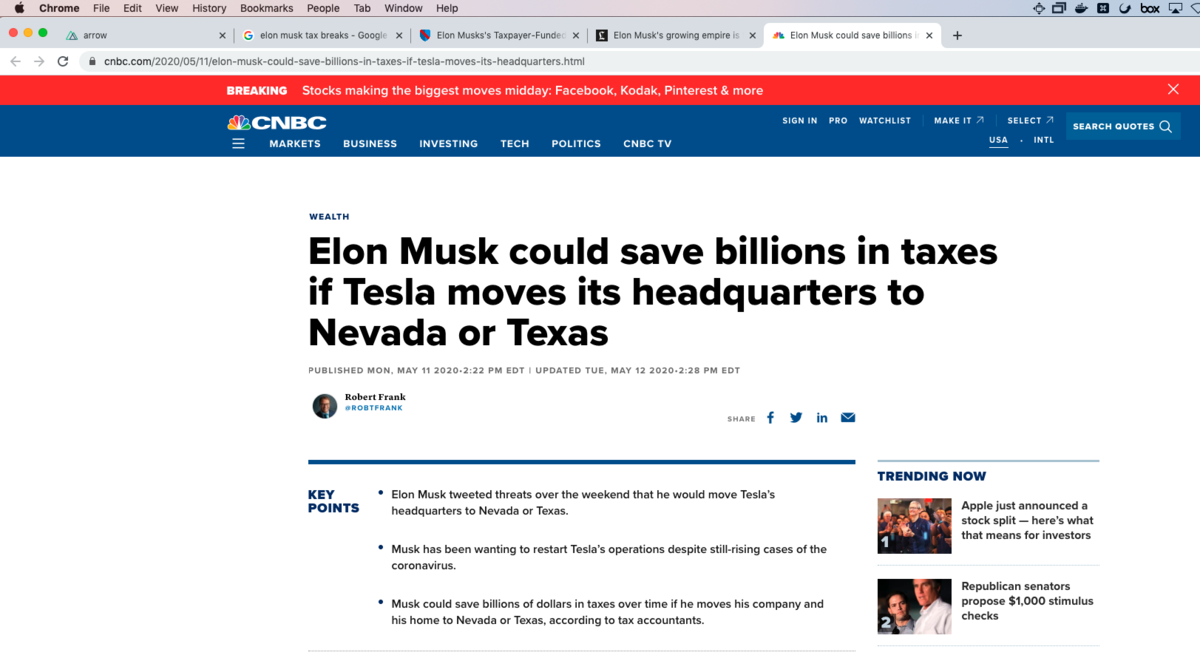 Chrome File Edit View History Bookmarks People Tab Window Help box
arrow
elon musk tax breaks - Google
Elon Musks's Taxpayer-Funded
Elon Musk's growing empire is
Elon Musk could save billions in
cnbc.com/2020/05/11/elon-musk-could-save-billions-in-taxes-if-tesla-moves-its-headquarters.html
BREAKING Stocks making the biggest moves midday: Facebook, Kodak, Pinterest & more
CNBC
SIGN IN PRO WATCHLIST MAKE IT SELECT
SEARCH QUOTES
USA • INTL
MARKETS BUSINESS INVESTING TECH POLITICS CNBC TV
WEALTH
Elon Musk could save billions in taxes
if Tesla moves its headquarters to
Nevada or Texas
PUBLISHED MON, MAY 11 2020•2:22 PM EDT | UPDATED TUE, MAY 12 2020•2:28 PM EDT
Robert Frank
@ROBTFRANK
SHARE
KEY
POINTS
• Elon Musk tweeted threats over the weekend that he would move Tesla's
headquarters to Nevada or Texas.
• Musk has been wanting to restart Tesla's operations despite still-rising cases of the
coronavirus.
• Musk could save billions of dollars in taxes over time if he moves his company and
his home to Nevada or Texas, according to tax accountants.
TRENDING NOW
1
Apple just announced a
stock split — here's what
that means for investors
2
Republican senators
propose $1,000 stimulus
checks